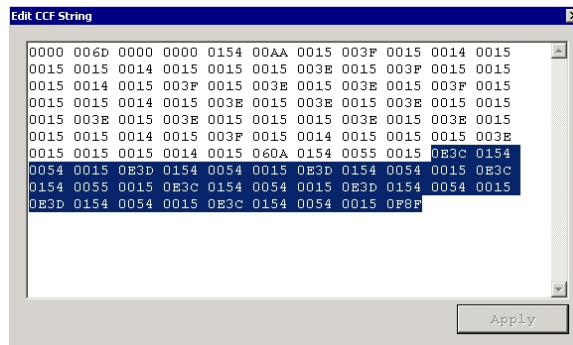 Edit CCF String
0000 006D 0000 0000 0154 00AA 0015 003F 0015 0014 0015
0015 0015 0014 0015 0015 0015 003E 0015 003F 0015 0015
0015 0014 0015 003F 0015 003E 0015 003E 0015 003F 0015
0015 0015 0014 0015 003E 0015 003E 0015 003E 0015 0015
0015 003E 0015 003E 0015 0015 0015 003E 0015 003E 0015
0015 0015 0014 0015 003F 0015 0014 0015 0015 0015 003E
0015 0015 0015 0014 0015 060A 0154 0055 0015 0E3C 0154
0054 0015 0E3D 0154 0054 0015 0E3D 0154 0054 0015 0E3C
0154 0055 0015 0E3C 0154 0054 0015 0E3D 0154 0054 0015
0E3D 0154 0054 0015 0E3C 0154 0054 0015 0F8F
Apply